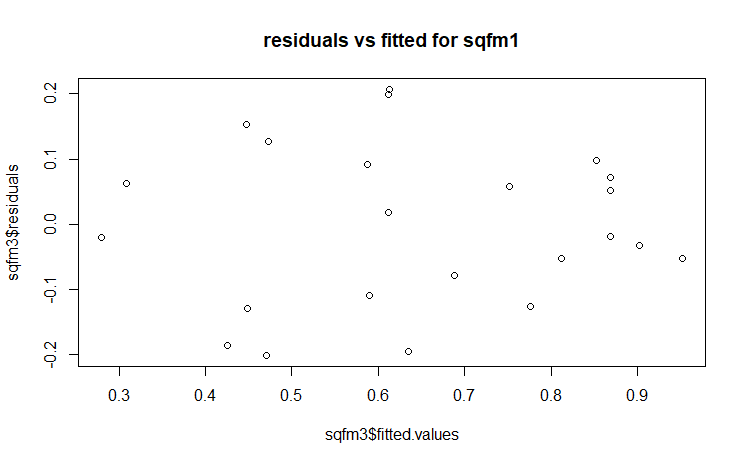 residuals vs fitted for sqfm1
sqfm3$residuals
0.2
0.1
0.0
-0.1
-0.2
0.3 0.4 0.5 0.6 0.7 0.8 0.9
sqfm3$fitted.values